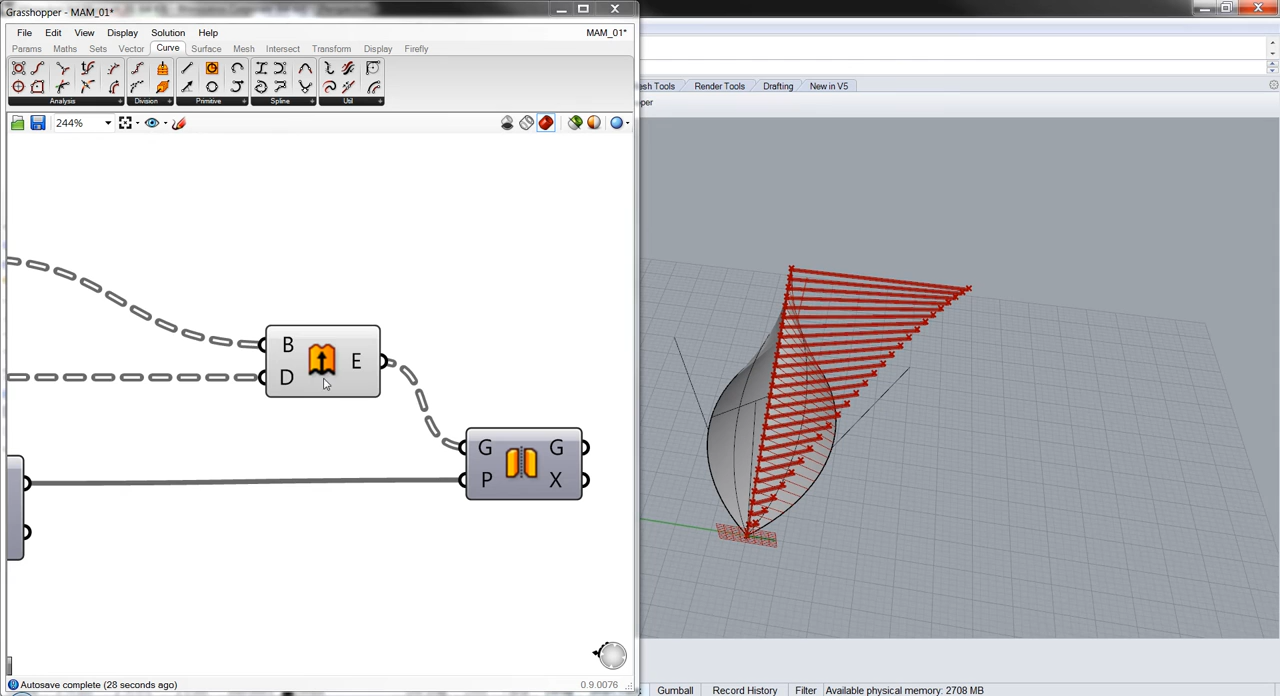 Grasshopper - MAM_01*
File Edit View Display Solution Help MAM_01*
Params Maths Sets Vector Curve Surface Mesh Intersect Transform Display Firefly
Analysis Division Primitive Spline Util
244%
esh Tools Render Tools Drafting New in V5
pper
B
D
E
G
P
G
X
Autosave complete (28 seconds ago) 0.9.0076
Gumball Record History Filter Available physical memory: 2708 MB